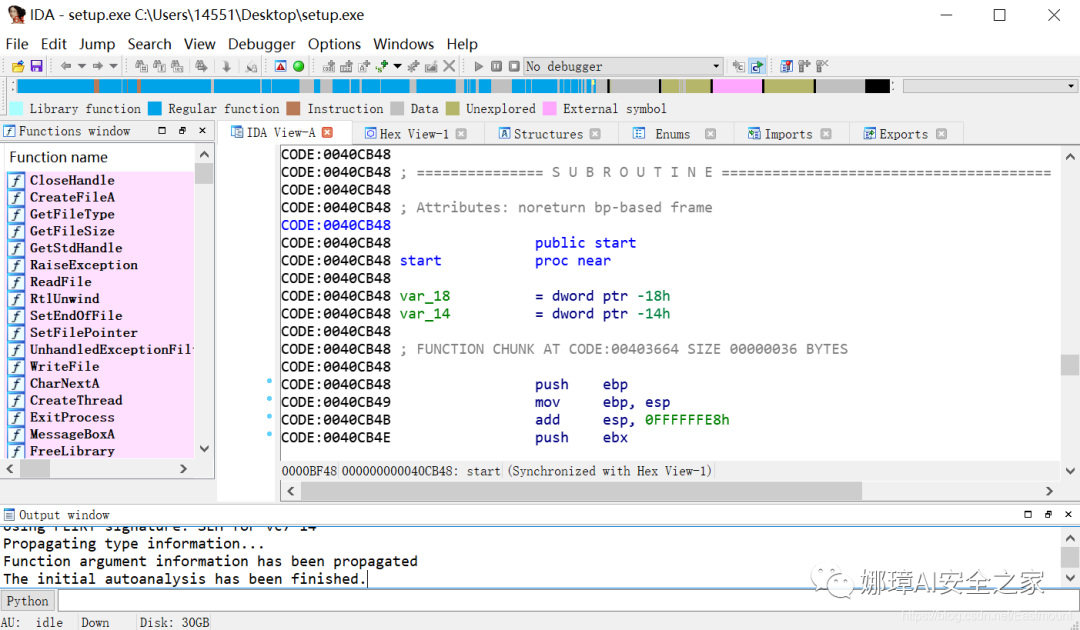 IDA - setup.exe C:\Users\14551\Desktop\setup.exe
File Edit Jump Search View Debugger Options Windows Help
No debugger
Library function Regular function Instruction Data Unexplored External symbol
Functions window
IDA View-A Hex View-1 Structures Enums Imports Exports
Function name
CloseHandle
CreateFileA
GetFileType
GetFileSize
GetStdHandle
RaiseException
ReadFile
RtlUnwind
SetEndOfFile
SetFilePointer
UnhandledExceptionFil
WriteFile
CharNextA
CreateThread
ExitProcess
MessageBoxA
FreeLibrary
CODE:0040CB48
CODE:0040CB48 ; =============== S U B R O U T I N E =======================================
CODE:0040CB48
CODE:0040CB48 ; Attributes: noreturn bp-based frame
CODE:0040CB48
CODE:0040CB48 public start
CODE:0040CB48 start proc near
CODE:0040CB48
CODE:0040CB48 var_18 = dword ptr -18h
CODE:0040CB48 var_14 = dword ptr -14h
CODE:0040CB48
CODE:0040CB48 ; FUNCTION CHUNK AT CODE:00403664 SIZE 00000036 BYTES
CODE:0040CB48
CODE:0040CB48 push ebp
CODE:0040CB49 mov ebp, esp
CODE:0040CB4B add esp, 0FFFFFFE8h
CODE:0040CB4E push ebx
0000BF48 000000000040CB48: start (Synchronized with Hex View-1)
Output window
Using FLIRT signature: SEH for vc7-14
Propagating type information...
Function argument information has been propagated
The initial autoanalysis has been finished.
Python
AU: idle Down Disk: 30GB
娜璋AI安全之家
https://blog.csdn.net/Eastmount